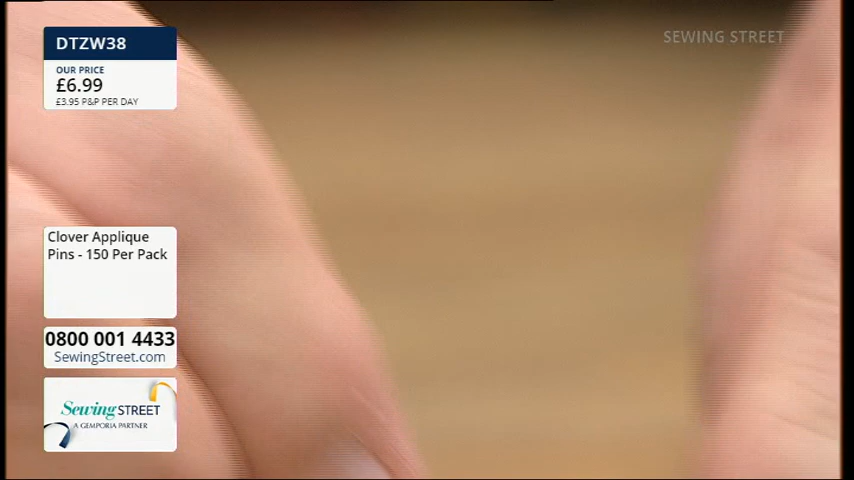 DTZW38
OUR PRICE
£6.99
£3.95 P&P PER DAY
SEWING STREET
Clover Applique
Pins - 150 Per Pack
0800 001 4433
SewingStreet.com
Sewing STREET
A GEMPORIA PARTNER